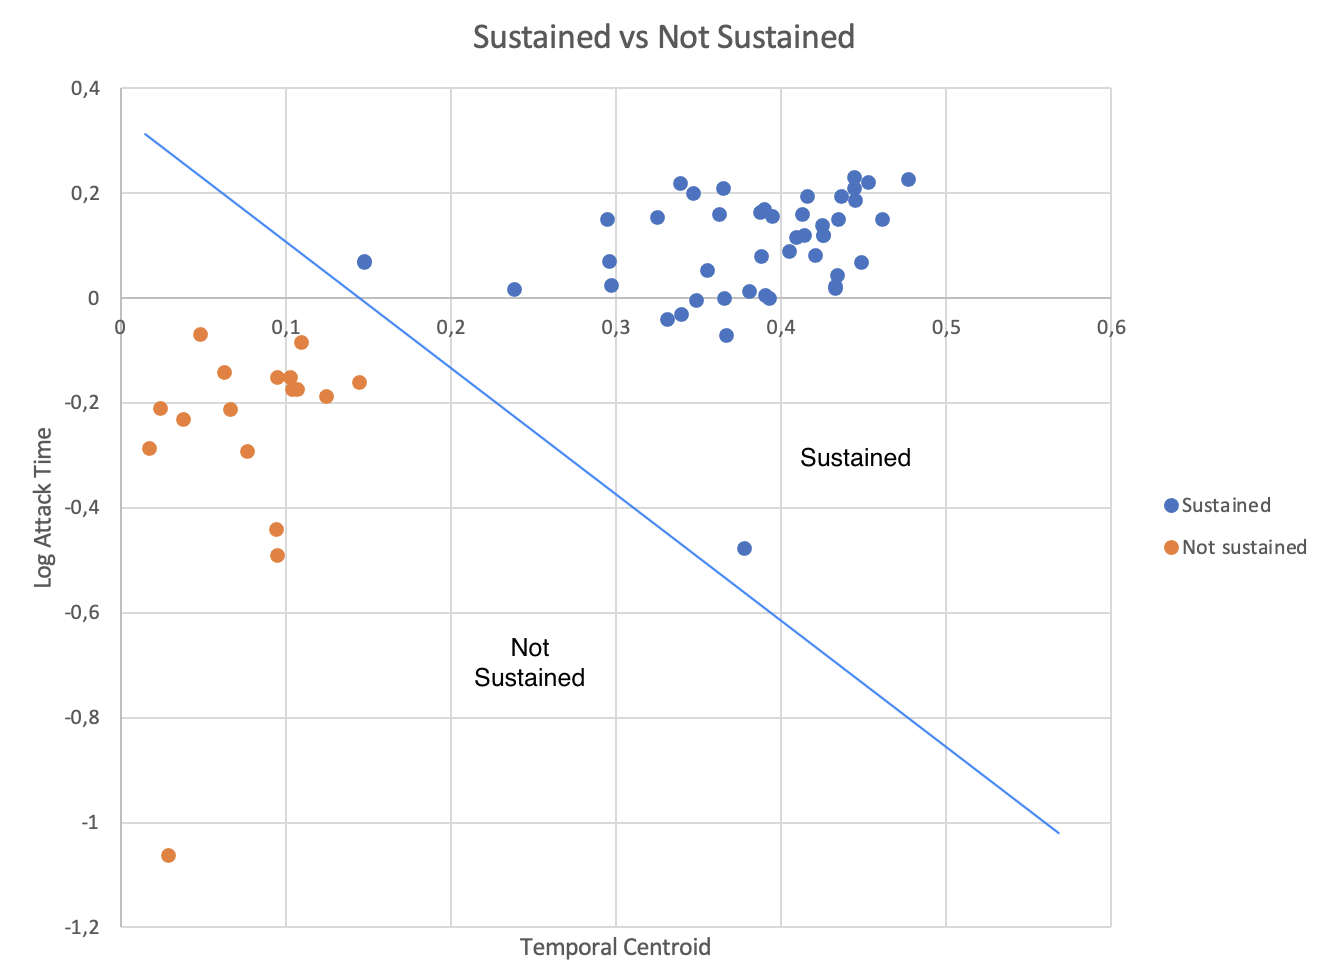 Sustained vs Not Sustained
0,4
0,2
0
0 0,1 0,2 0,3 0,4 0,5 0,6
-0,2
-0,4
-0,6
-0,8
-1
-1,2
Log Attack Time
Temporal Centroid
Sustained
Not
Sustained
Sustained
Not sustained